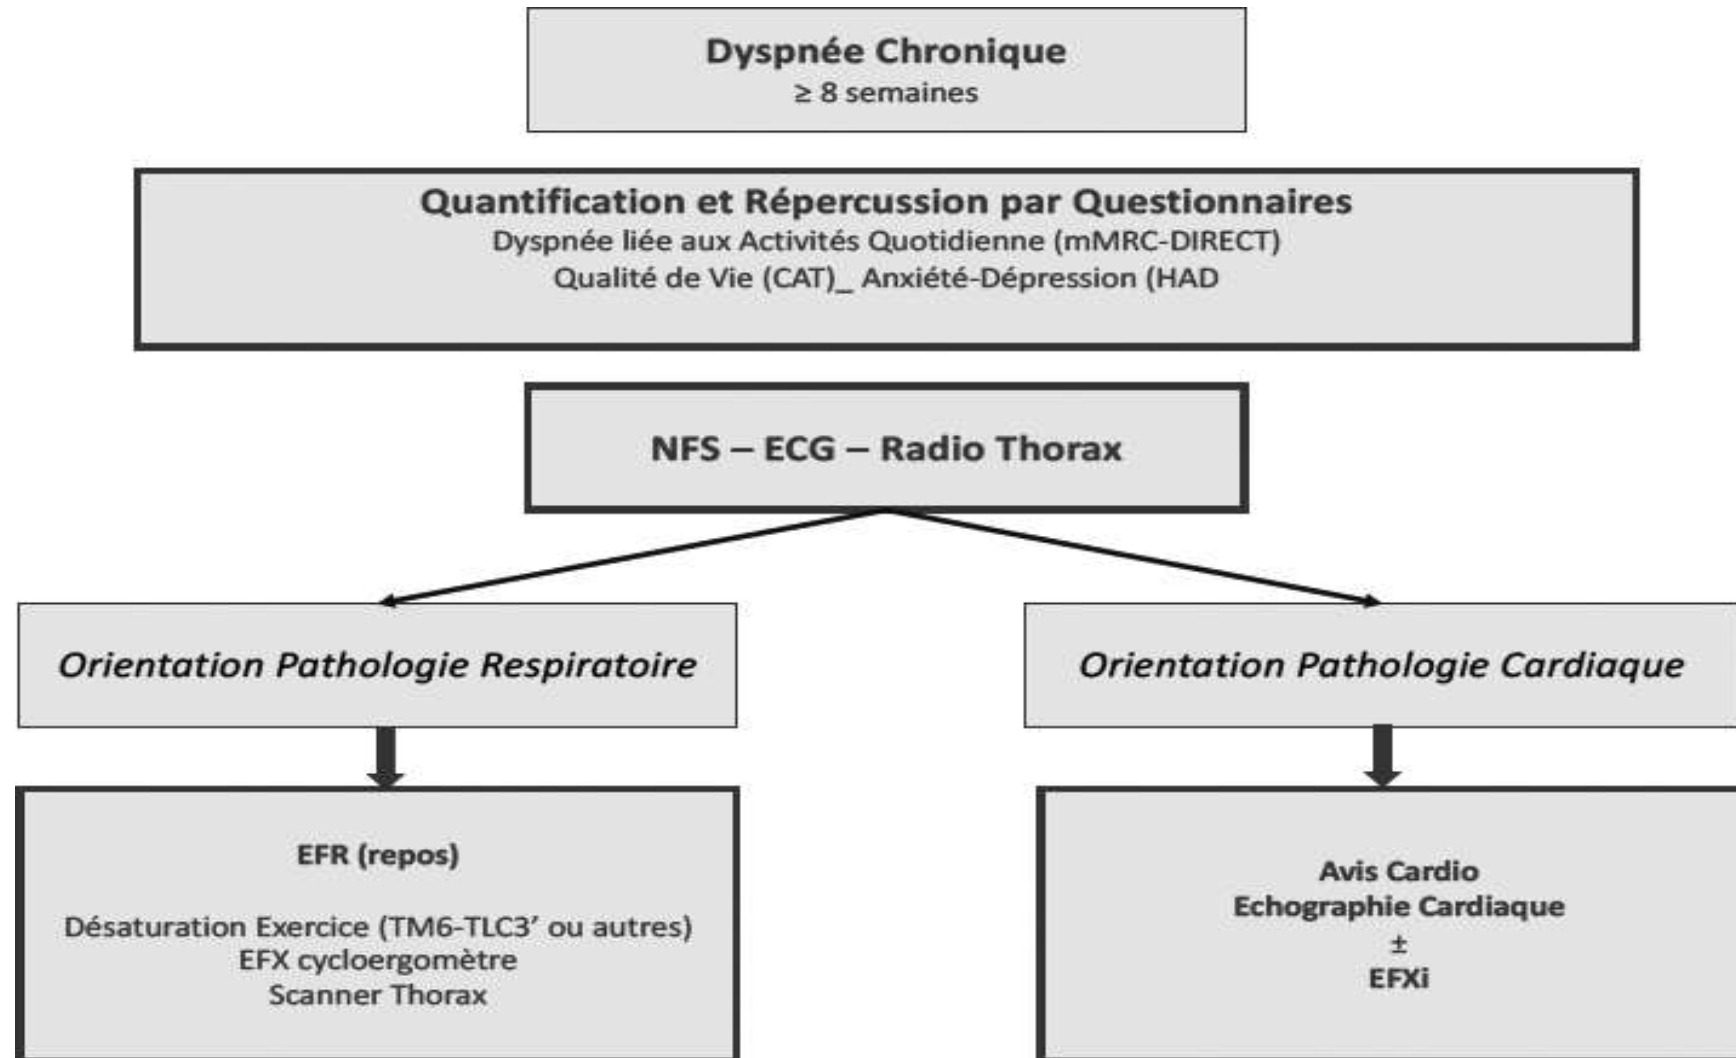 Dyspnée Chronique
≥ 8 semaines
Quantification et Répercussion par Questionnaires
Dyspnée liée aux Activités Quotidienne (mMRC-DIRECT)
Qualité de Vie (CAT)_ Anxiété-Dépression (HAD
NFS – ECG – Radio Thorax
Orientation Pathologie Respiratoire
Orientation Pathologie Cardiaque
EFR (repos)
Désaturation Exercice (TM6-TLC3’ ou autres)
EFX cycloergomètre
Scanner Thorax
Avis Cardio
Echographie Cardiaque
±
EFXi